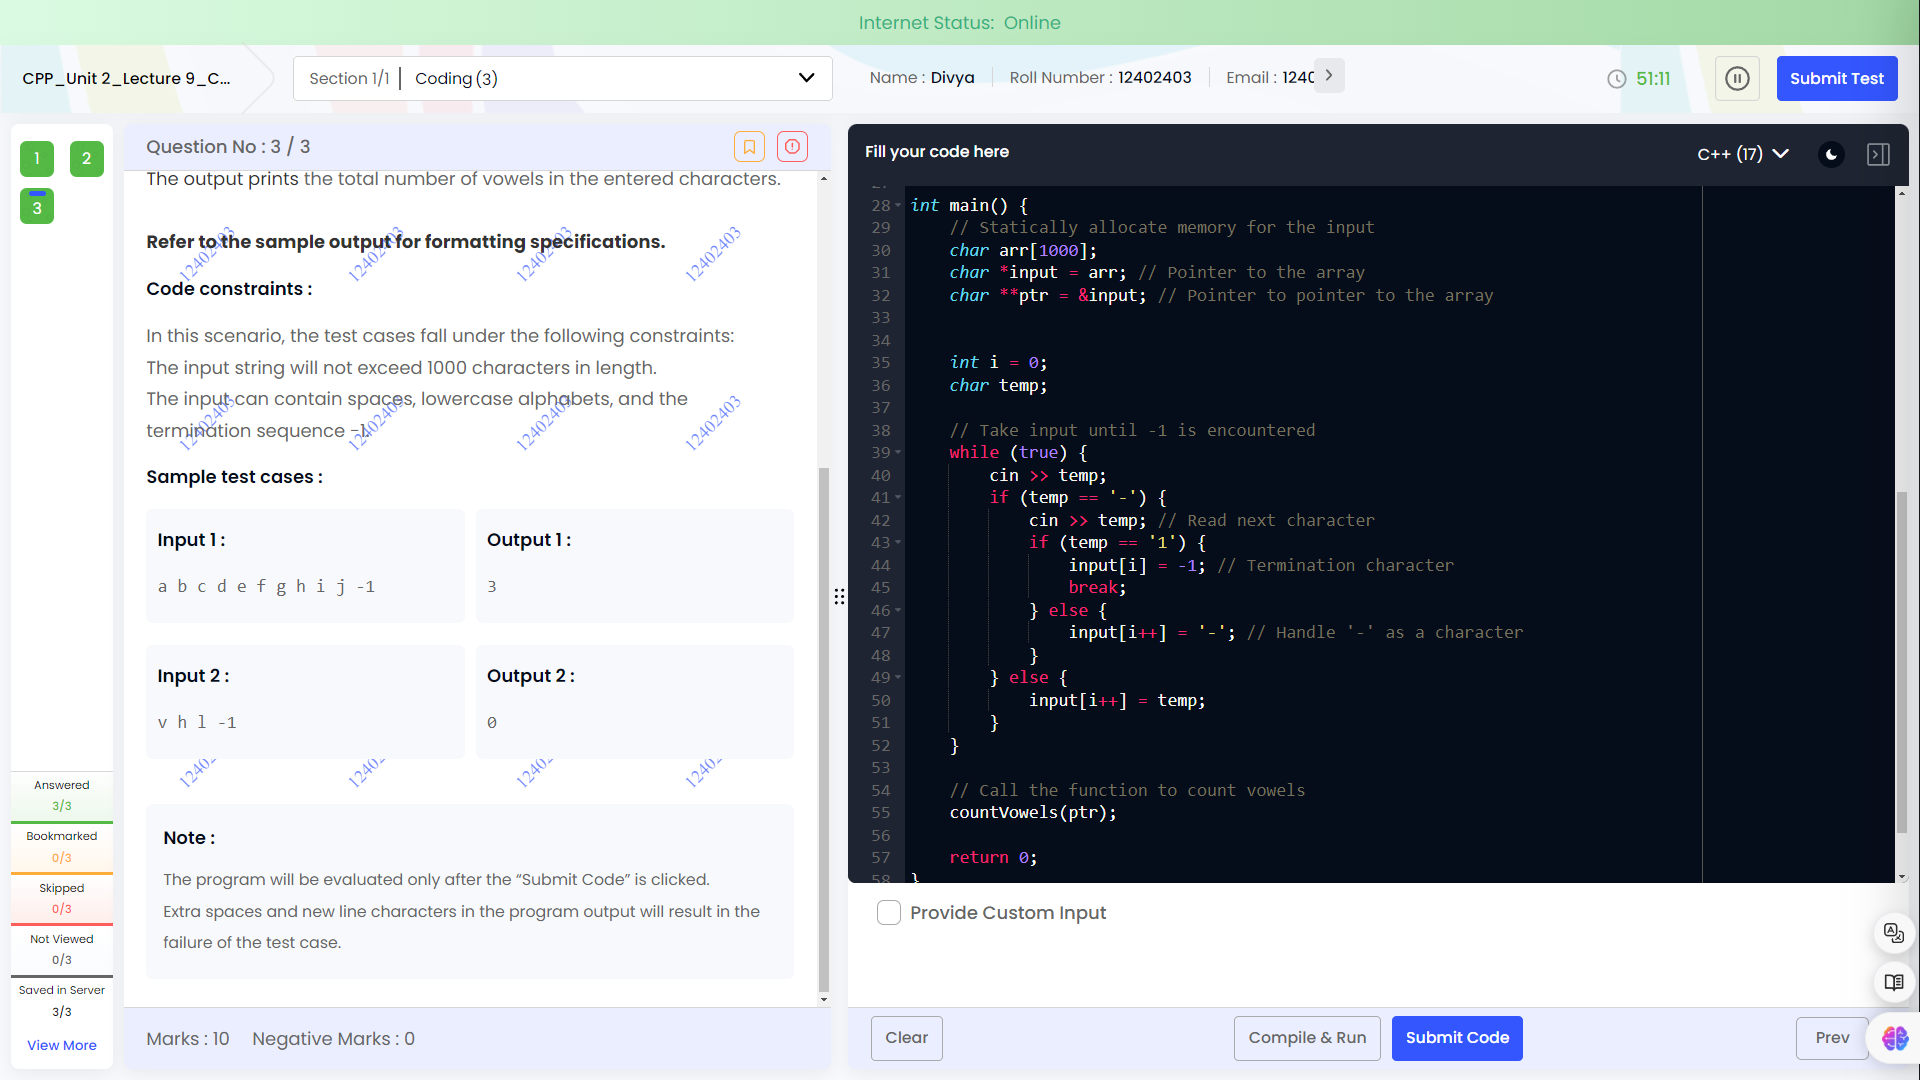 Internet Status: Online
CPP_Unit 2_Lecture 9_C...
Section 1/1 | Coding (3)
Name : Divya
Roll Number : 12402403
Email : 1240
51:11
Submit Test
1
2
3
Question No : 3 / 3
The output prints the total number of vowels in the entered characters.
Refer to the sample output for formatting specifications.
Code constraints :
In this scenario, the test cases fall under the following constraints:
The input string will not exceed 1000 characters in length.
The input can contain spaces, lowercase alphabets, and the
termination sequence -1.
12402403 12402403 12402403 12402403
12402403 12402403 12402403 12402403
Sample test cases :
Input 1 :
a b c d e f g h i j -1
Output 1 :
3
Input 2 :
v h l -1
Output 2 :
0
12402 12402 12402 12402
Note :
The program will be evaluated only after the “Submit Code” is clicked.
Extra spaces and new line characters in the program output will result in the
failure of the test case.
Marks : 10 Negative Marks : 0
Answered
3/3
Bookmarked
0/3
Skipped
0/3
Not Viewed
0/3
Saved in Server
3/3
View More
Fill your code here
C++ (17)
28 int main() {
29     // Statically allocate memory for the input
30     char arr[1000];
31     char *input = arr; // Pointer to the array
32     char **ptr = &input; // Pointer to pointer to the array
33
34
35     int i = 0;
36     char temp;
37
38     // Take input until -1 is encountered
39     while (true) {
40         cin >> temp;
41         if (temp == '-') {
42             cin >> temp; // Read next character
43             if (temp == '1') {
44                 input[i] = -1; // Termination character
45                 break;
46             } else {
47                 input[i++] = '-'; // Handle '-' as a character
48             }
49         } else {
50             input[i++] = temp;
51         }
52     }
53
54     // Call the function to count vowels
55     countVowels(ptr);
56
57     return 0;
58 }
Provide Custom Input
Clear
Compile & Run
Submit Code
Prev